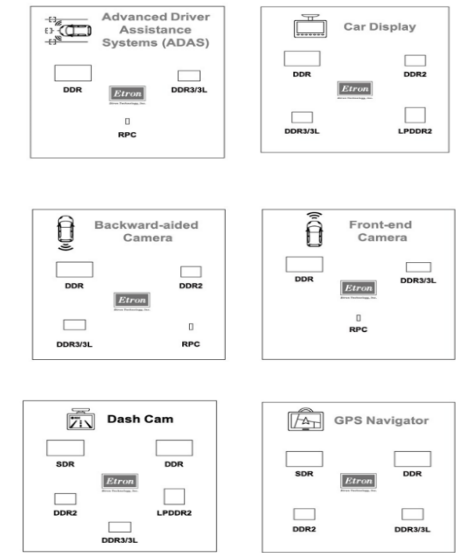 Advanced Driver
Assistance
Systems (ADAS)
DDR
DDR3/3L
Etron
RPC
Car Display
DDR
DDR2
Etron
DDR3/3L
LPDDR2
Backward-aided
Camera
DDR
DDR2
Etron
DDR3/3L
RPC
Front-end
Camera
DDR
DDR3/3L
Etron
RPC
Dash Cam
SDR
DDR
Etron
DDR2
LPDDR2
DDR3/3L
GPS Navigator
SDR
DDR
Etron
DDR2
DDR3/3L